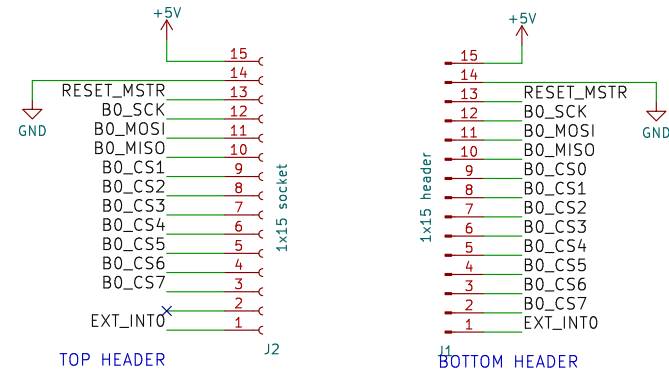 +5V
15
14
RESET_MSTR 13
B0_SCK 12
B0_MOSI 11
B0_MISO 10
B0_CS1 9
B0_CS2 8
B0_CS3 7
B0_CS4 6
B0_CS5 5
B0_CS6 4
B0_CS7 3
2
EXT_INT0 1
GND
1x15 socket
J2
TOP HEADER
+5V
15
14
13 RESET_MSTR
12 B0_SCK
11 B0_MOSI
10 B0_MISO
9 B0_CS0
8 B0_CS1
7 B0_CS2
6 B0_CS3
5 B0_CS4
4 B0_CS5
3 B0_CS6
2 B0_CS7
1 EXT_INT0
GND
1x15 header
J1
BOTTOM HEADER